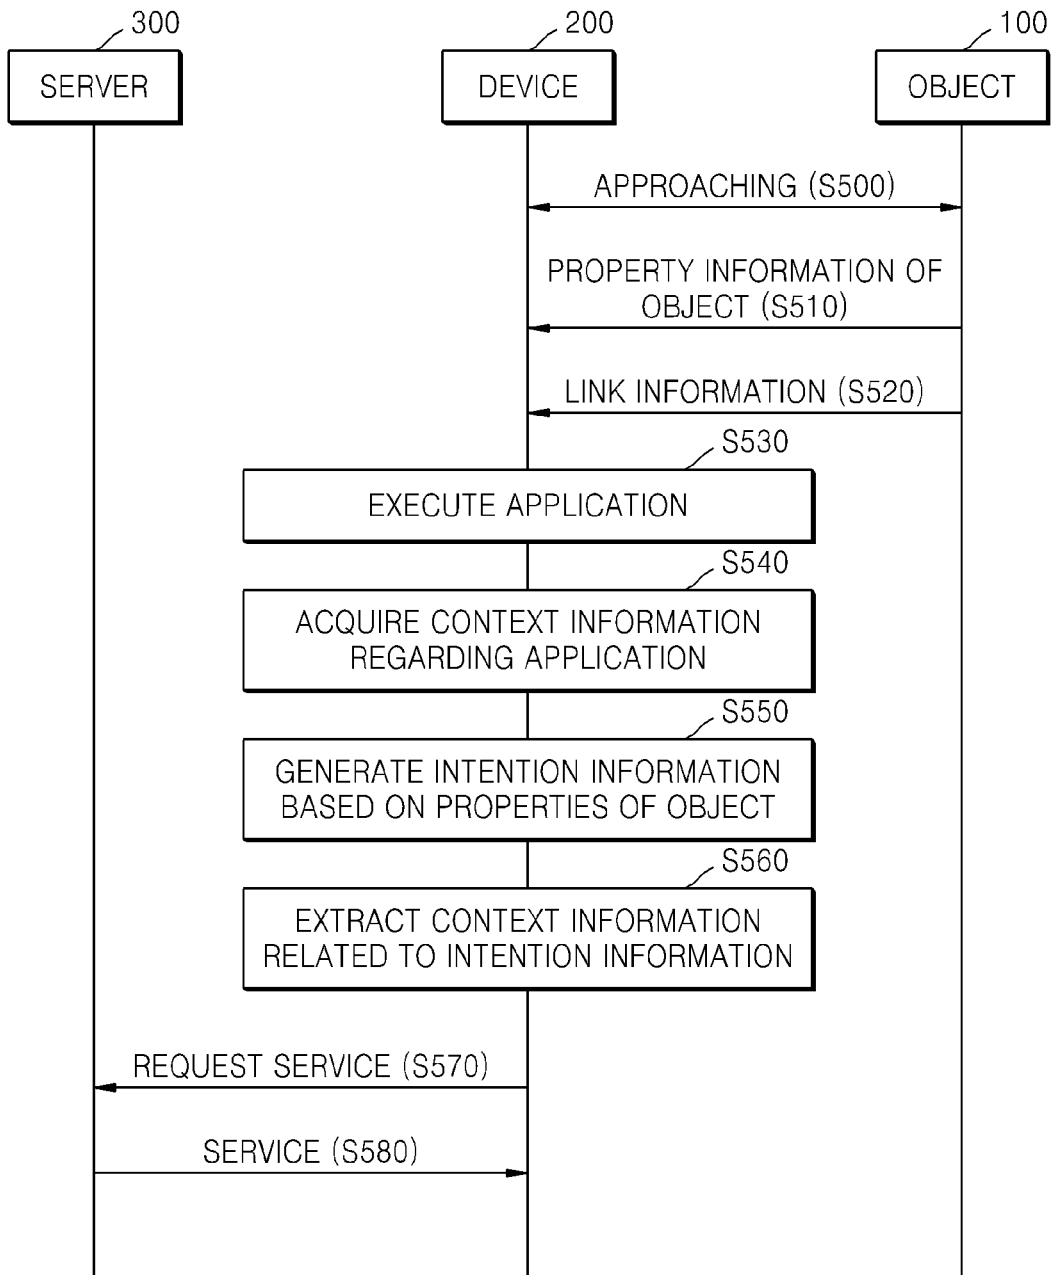 300
200
100
SERVER
DEVICE
OBJECT
APPROACHING (S500)
PROPERTY INFORMATION OF
OBJECT (S510)
LINK INFORMATION (S520)
S530
EXECUTE APPLICATION
S540
ACQUIRE CONTEXT INFORMATION
REGARDING APPLICATION
S550
GENERATE INTENTION INFORMATION
BASED ON PROPERTIES OF OBJECT
S560
EXTRACT CONTEXT INFORMATION
RELATED TO INTENTION INFORMATION
REQUEST SERVICE (S570)
SERVICE (S580)